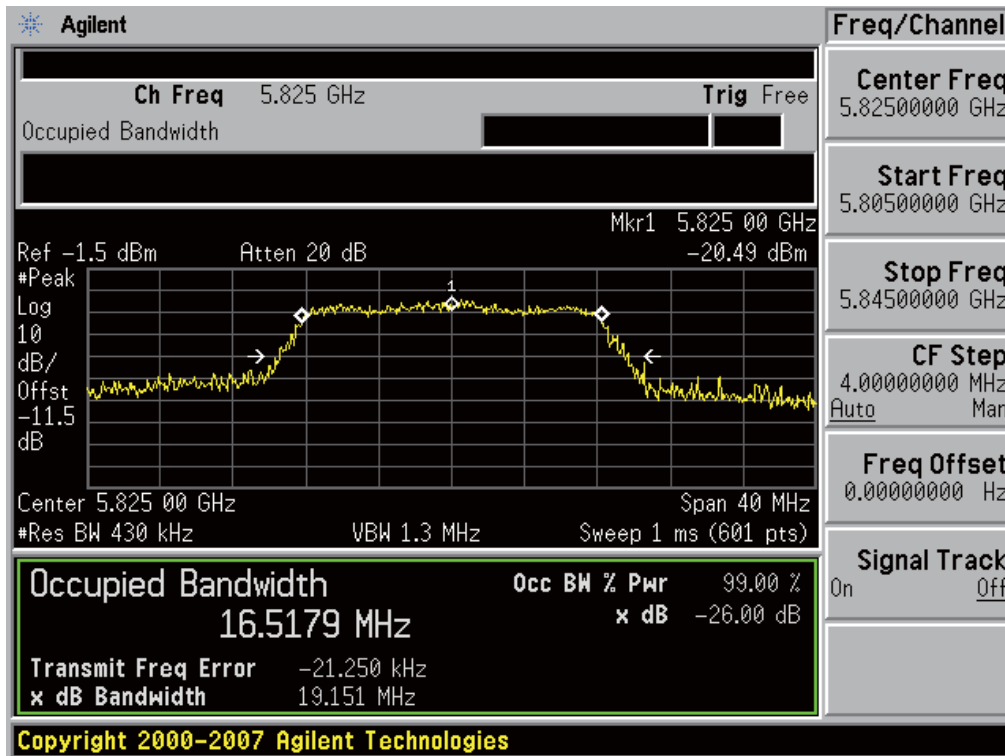 Agilent
Ch Freq 5.825 GHz Trig Free
Occupied Bandwidth
Mkr1 5.825 00 GHz
Ref -1.5 dBm Atten 20 dB -20.49 dBm
#Peak
Log
10
dB/
Offst
-11.5
dB
1
Center 5.825 00 GHz Span 40 MHz
#Res BW 430 kHz VBW 1.3 MHz Sweep 1 ms (601 pts)
Occupied Bandwidth
16.5179 MHz
Occ BW % Pwr 99.00 %
x dB -26.00 dB
Transmit Freq Error -21.250 kHz
x dB Bandwidth 19.151 MHz
Copyright 2000-2007 Agilent Technologies
Freq/Channel
Center Freq
5.82500000 GHz
Start Freq
5.80500000 GHz
Stop Freq
5.84500000 GHz
CF Step
4.00000000 MHz
Auto Man
Freq Offset
0.00000000 Hz
Signal Track
On Off